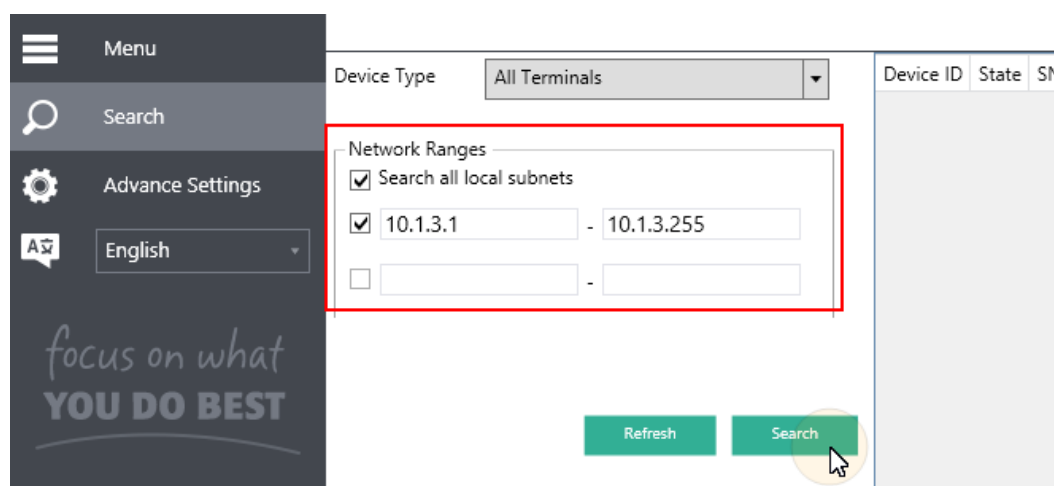 Menu
Search
Advance Settings
English
focus on what
YOU DO BEST
Device Type All Terminals
Network Ranges
Search all local subnets
10.1.3.1 - 10.1.3.255
-
Refresh Search
Device ID State SN